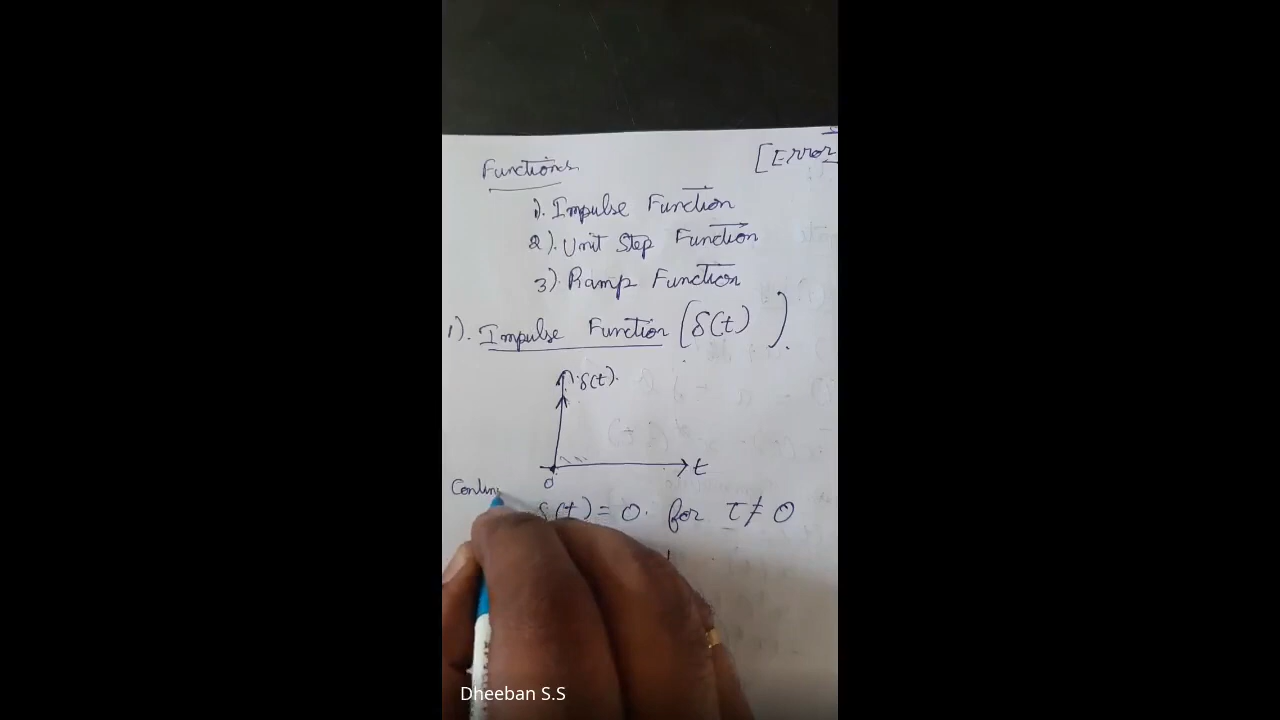 [Error
Functions
1). Impulse Function
2). Unit Step Function
3). Ramp Function
1). Impulse Function (δ(t) ).
δ(t).
t
0
Continu
δ(t) = 0. for t ≠ 0
Dheeban S.S